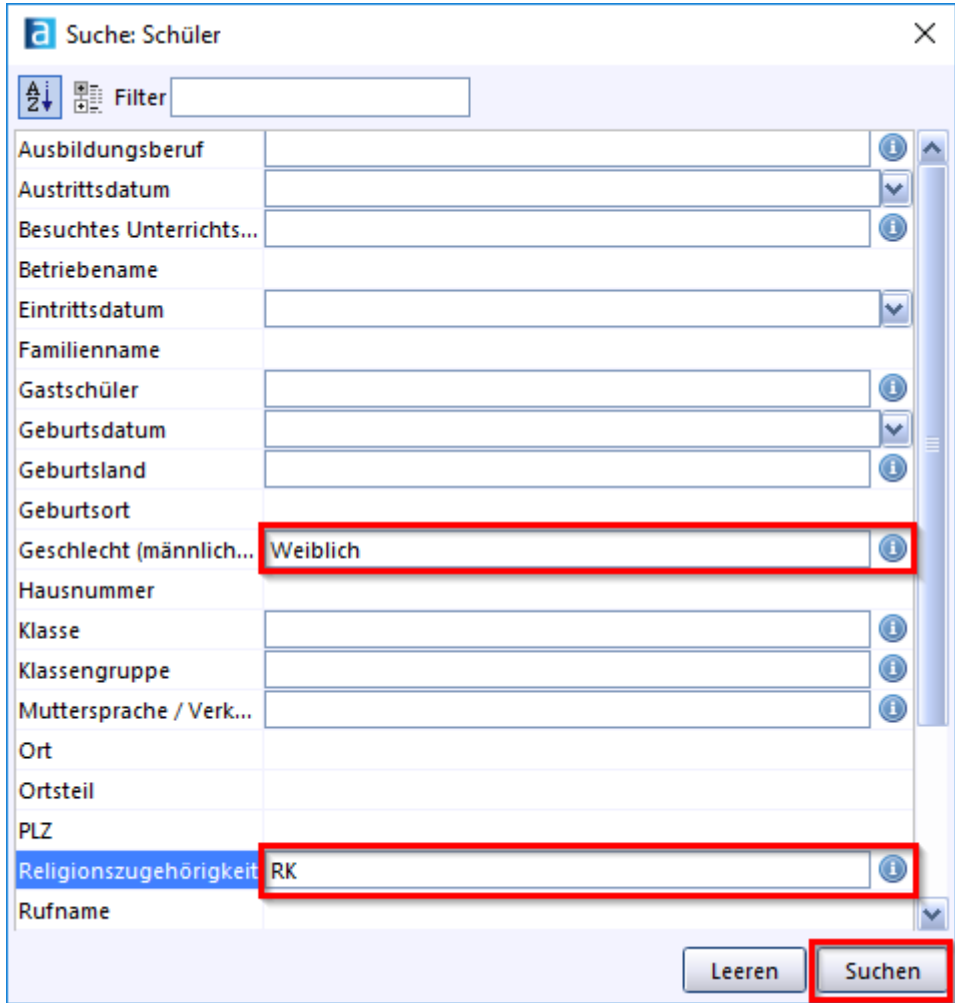 a Suche: Schüler
A Z Filter
Ausbildungsberuf
Austrittsdatum
Besuchtes Unterrichts...
Betriebename
Eintrittsdatum
Familienname
Gastschüler
Geburtsdatum
Geburtsland
Geburtsort
Geschlecht (männlich... Weiblich
Hausnummer
Klasse
Klassengruppe
Muttersprache / Verk...
Ort
Ortsteil
PLZ
Religionszugehörigkeit RK
Rufname
Leeren Suchen